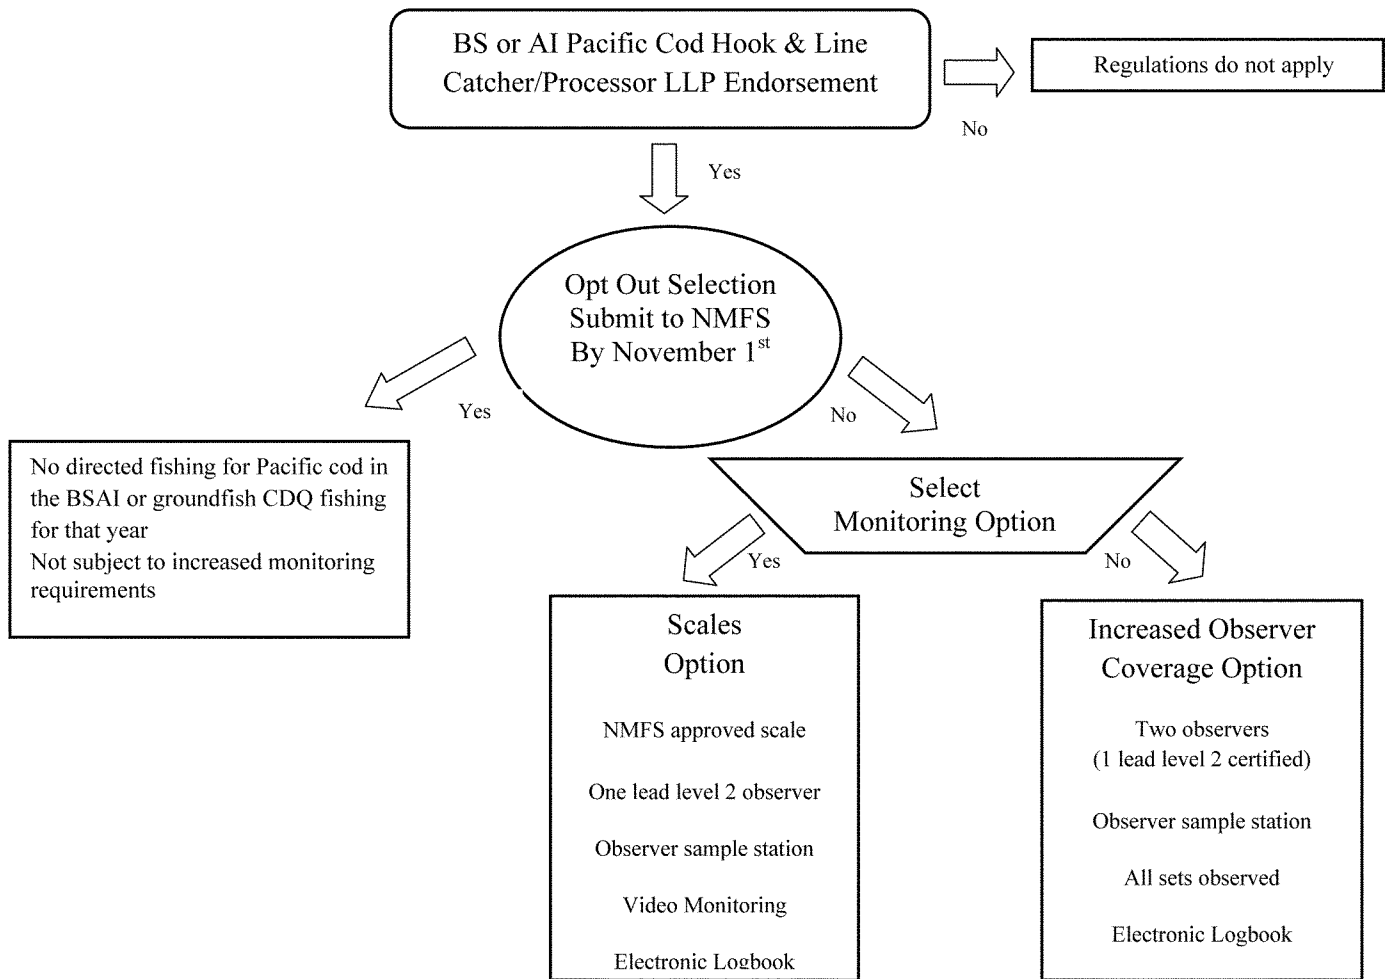 BS or AI Pacific Cod Hook & Line
Catcher/Processor LLP Endorsement
Regulations do not apply
No
Yes
Opt Out Selection
Submit to NMFS
By November 1st
Yes
No
No directed fishing for Pacific cod in
the BSAI or groundfish CDQ fishing
for that year
Not subject to increased monitoring
requirements
Select
Monitoring Option
Yes
No
Scales
Option
NMFS approved scale
One lead level 2 observer
Observer sample station
Video Monitoring
Electronic Logbook
Increased Observer
Coverage Option
Two observers
(1 lead level 2 certified)
Observer sample station
All sets observed
Electronic Logbook